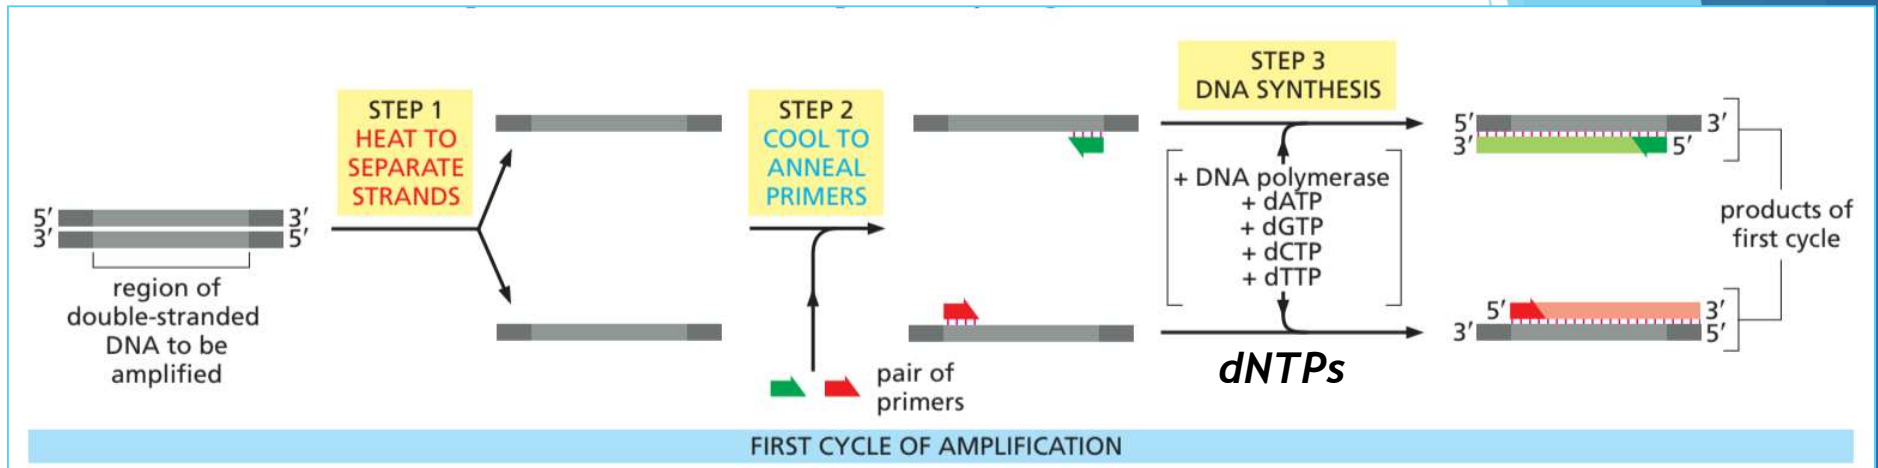 STEP 1
HEAT TO
SEPARATE
STRANDS
5′
3′
3′
5′
region of
double-stranded
DNA to be
amplified
STEP 2
COOL TO
ANNEAL
PRIMERS
pair of
primers
STEP 3
DNA SYNTHESIS
+ DNA polymerase
+ dATP
+ dGTP
+ dCTP
+ dTTP
dNTPs
5′
3′
3′
5′
5′
3′
3′
5′
products of
first cycle
FIRST CYCLE OF AMPLIFICATION